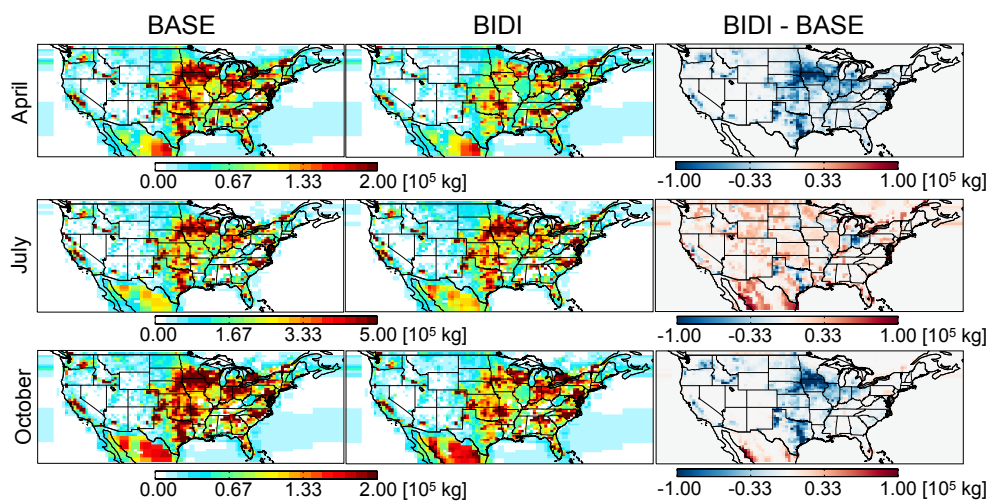 BASE BIDI BIDI - BASE
April
0.00 0.67 1.33 2.00 [10⁵ kg] -1.00 -0.33 0.33 1.00 [10⁵ kg]
July
0.00 1.67 3.33 5.00 [10⁵ kg] -1.00 -0.33 0.33 1.00 [10⁵ kg]
October
0.00 0.67 1.33 2.00 [10⁵ kg] -1.00 -0.33 0.33 1.00 [10⁵ kg]